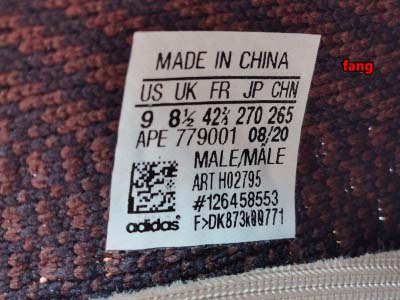 MADE IN CHINA
US UK FR JP CHN
9 8½ 42⅔ 270 265
APE 779001 08/20
MALE/MÂLE
ART H02795
#126458553
adidas® F>DK873k00771
fang